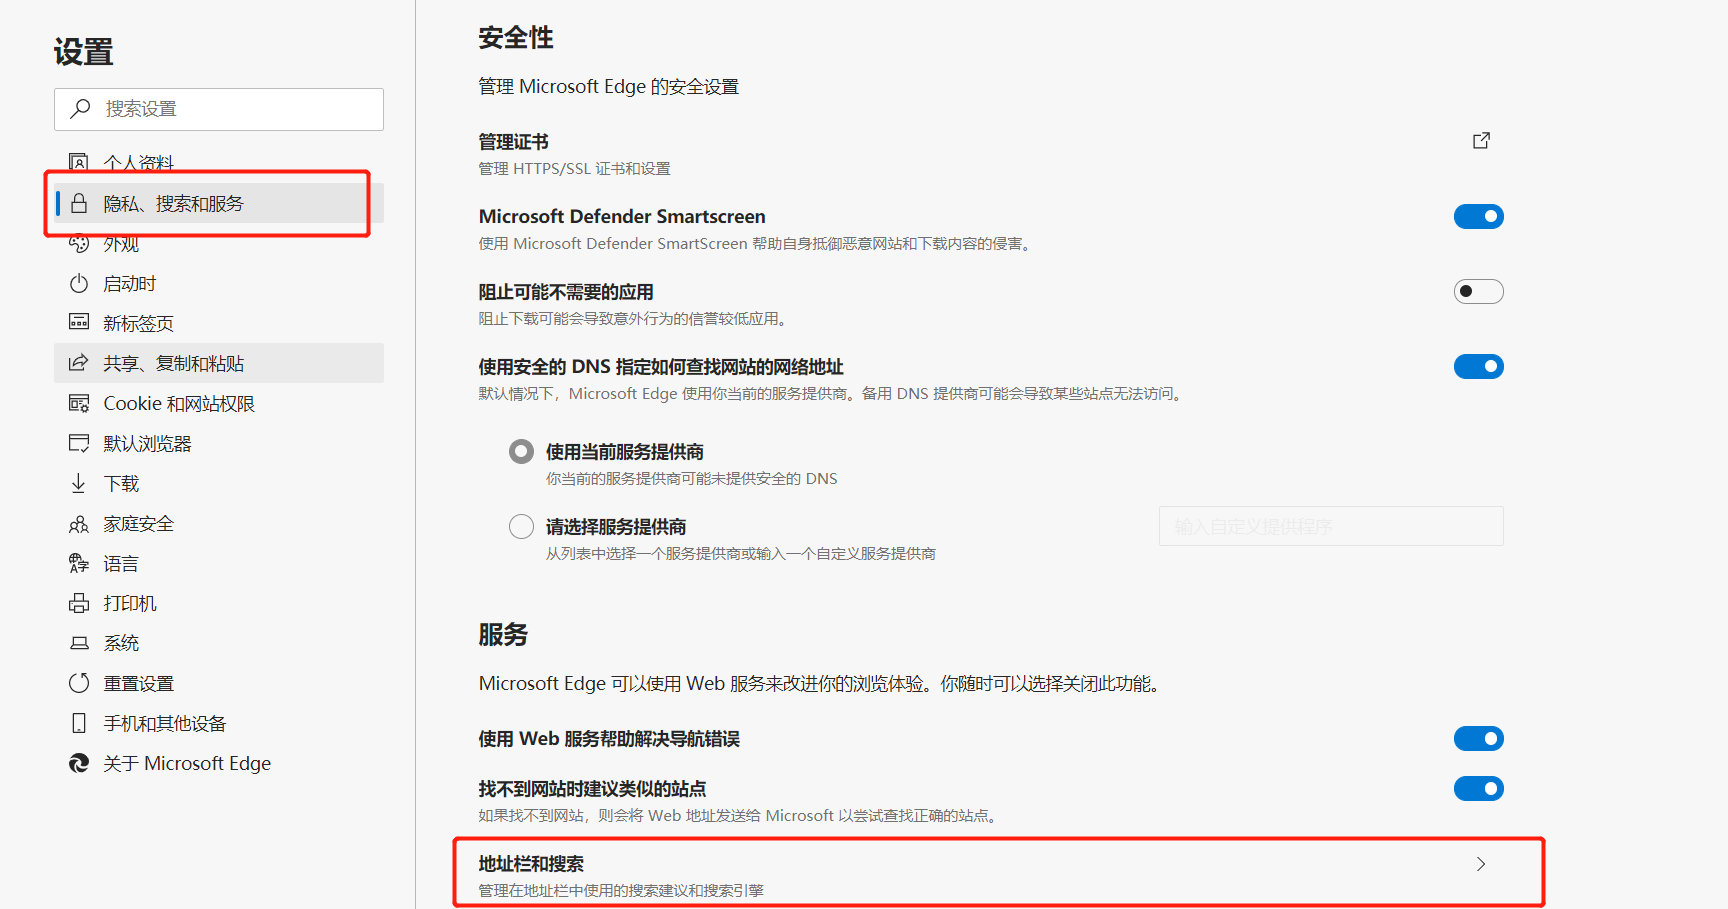 设置
搜索设置
个人资料
隐私、搜索和服务
外观
启动时
新标签页
共享、复制和粘贴
Cookie 和网站权限
默认浏览器
下载
家庭安全
语言
打印机
系统
重置设置
手机和其他设备
关于 Microsoft Edge
安全性
管理 Microsoft Edge 的安全设置
管理证书
管理 HTTPS/SSL 证书和设置
Microsoft Defender Smartscreen
使用 Microsoft Defender SmartScreen 帮助自身抵御恶意网站和下载内容的侵害。
阻止可能不需要的应用
阻止下载可能会导致意外行为的信誉较低应用。
使用安全的 DNS 指定如何查找网站的网络地址
默认情况下，Microsoft Edge 使用你当前的服务提供商。备用 DNS 提供商可能会导致某些站点无法访问。
使用当前服务提供商
你当前的服务提供商可能未提供安全的 DNS
请选择服务提供商
从列表中选择一个服务提供商或输入一个自定义服务提供商
输入自定义提供程序
服务
Microsoft Edge 可以使用 Web 服务来改进你的浏览体验。你随时可以选择关闭此功能。
使用 Web 服务帮助解决导航错误
找不到网站时建议类似的站点
如果找不到网站，则会将 Web 地址发送给 Microsoft 以尝试查找正确的站点。
地址栏和搜索
管理在地址栏中使用的搜索建议和搜索引擎